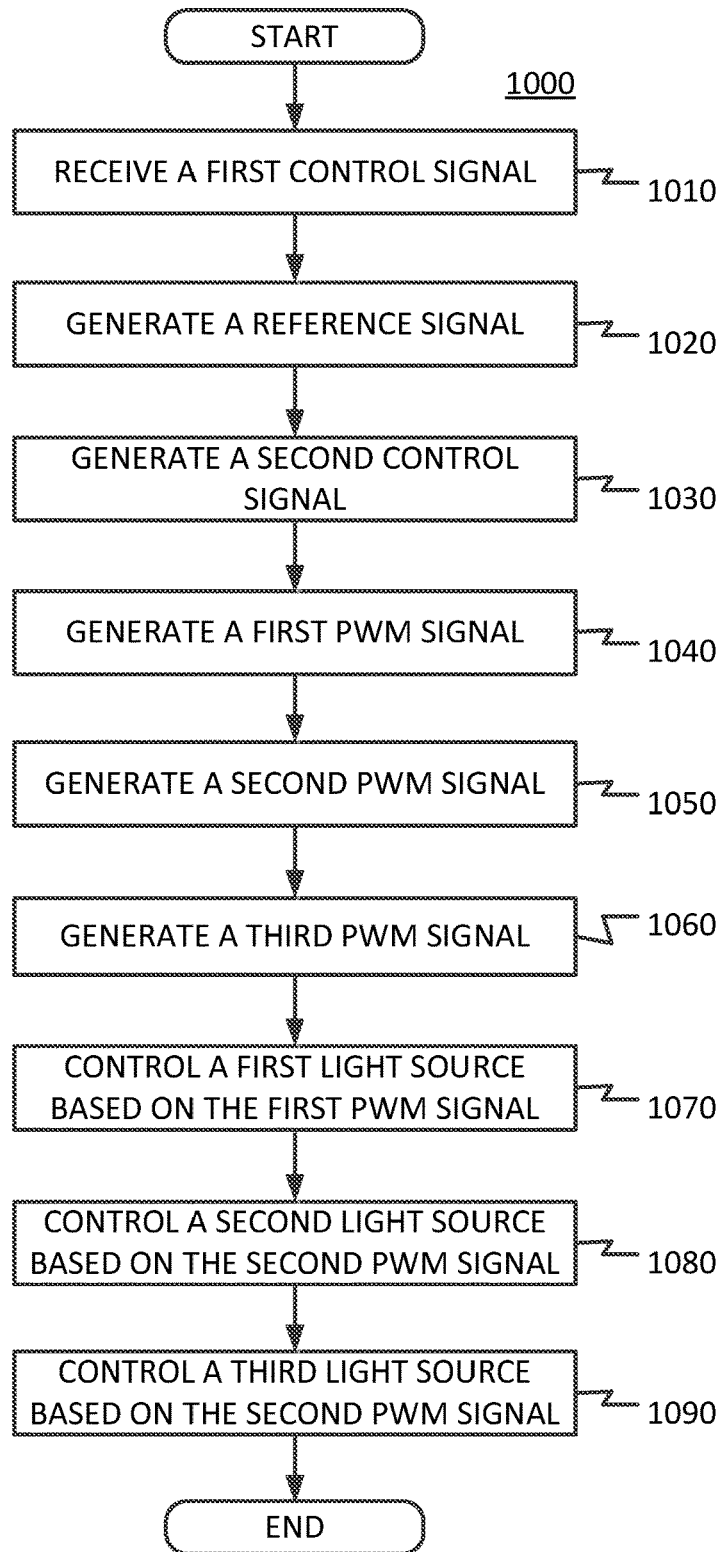 START
1000
RECEIVE A FIRST CONTROL SIGNAL
1010
GENERATE A REFERENCE SIGNAL
1020
GENERATE A SECOND CONTROL
SIGNAL
1030
GENERATE A FIRST PWM SIGNAL
1040
GENERATE A SECOND PWM SIGNAL
1050
GENERATE A THIRD PWM SIGNAL
1060
CONTROL A FIRST LIGHT SOURCE
BASED ON THE FIRST PWM SIGNAL
1070
CONTROL A SECOND LIGHT SOURCE
BASED ON THE SECOND PWM SIGNAL
1080
CONTROL A THIRD LIGHT SOURCE
BASED ON THE SECOND PWM SIGNAL
1090
END